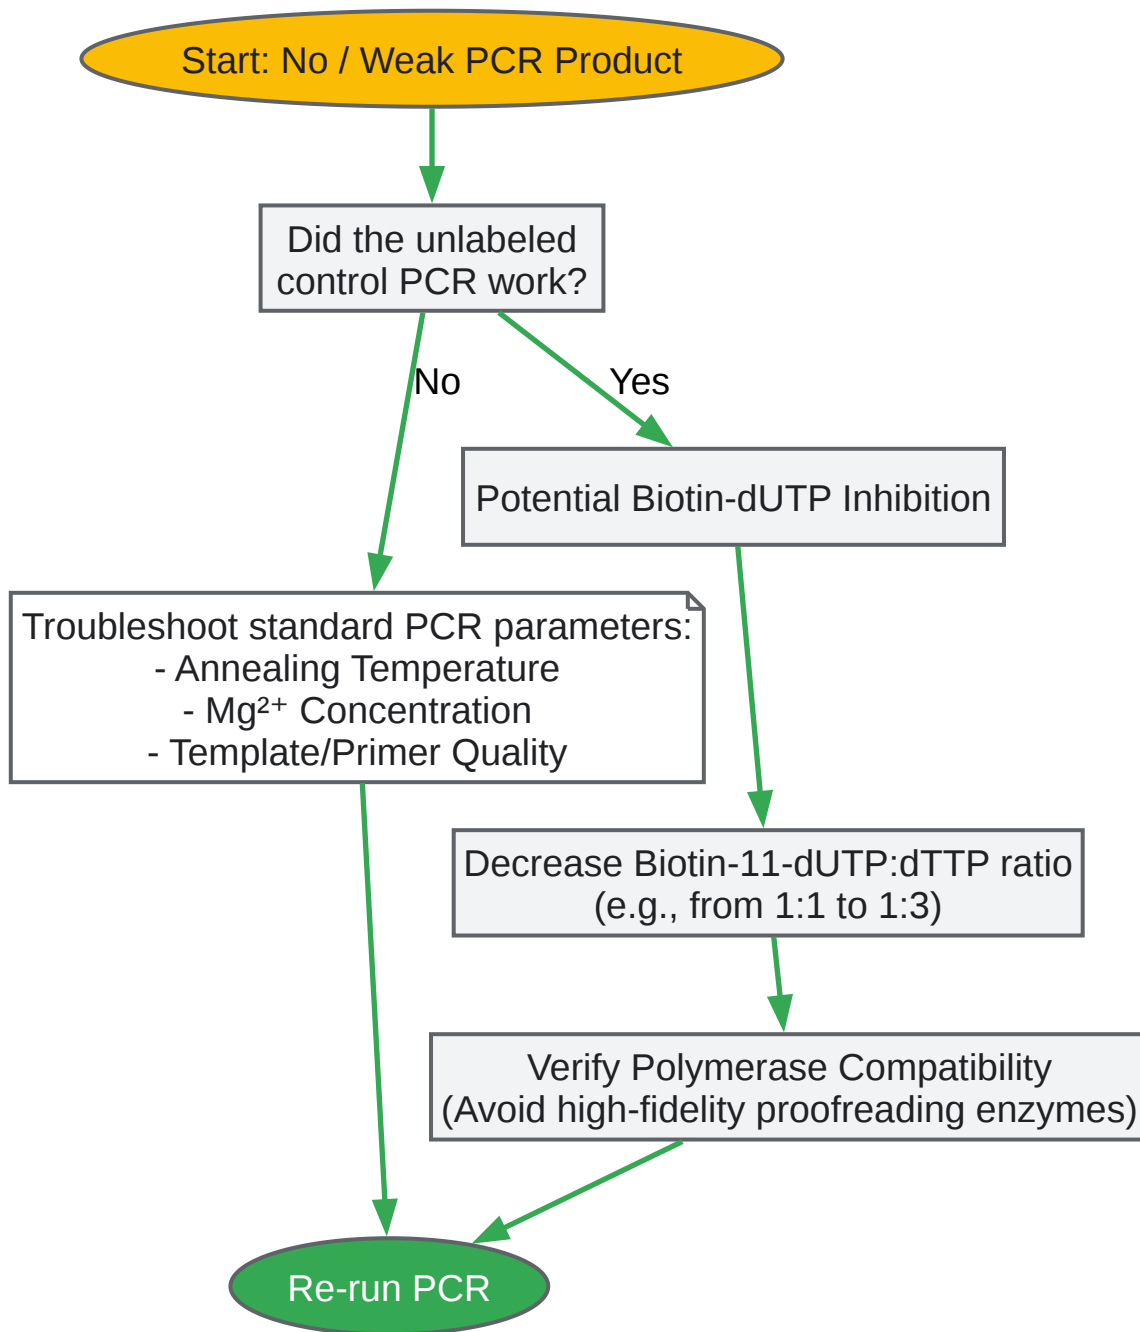 Start: No / Weak PCR Product
Did the unlabeled
control PCR work?
No
Yes
Potential Biotin-dUTP Inhibition
Troubleshoot standard PCR parameters:
- Annealing Temperature
- Mg²⁺ Concentration
- Template/Primer Quality
Decrease Biotin-11-dUTP:dTTP ratio
(e.g., from 1:1 to 1:3)
Verify Polymerase Compatibility
(Avoid high-fidelity proofreading enzymes)
Re-run PCR